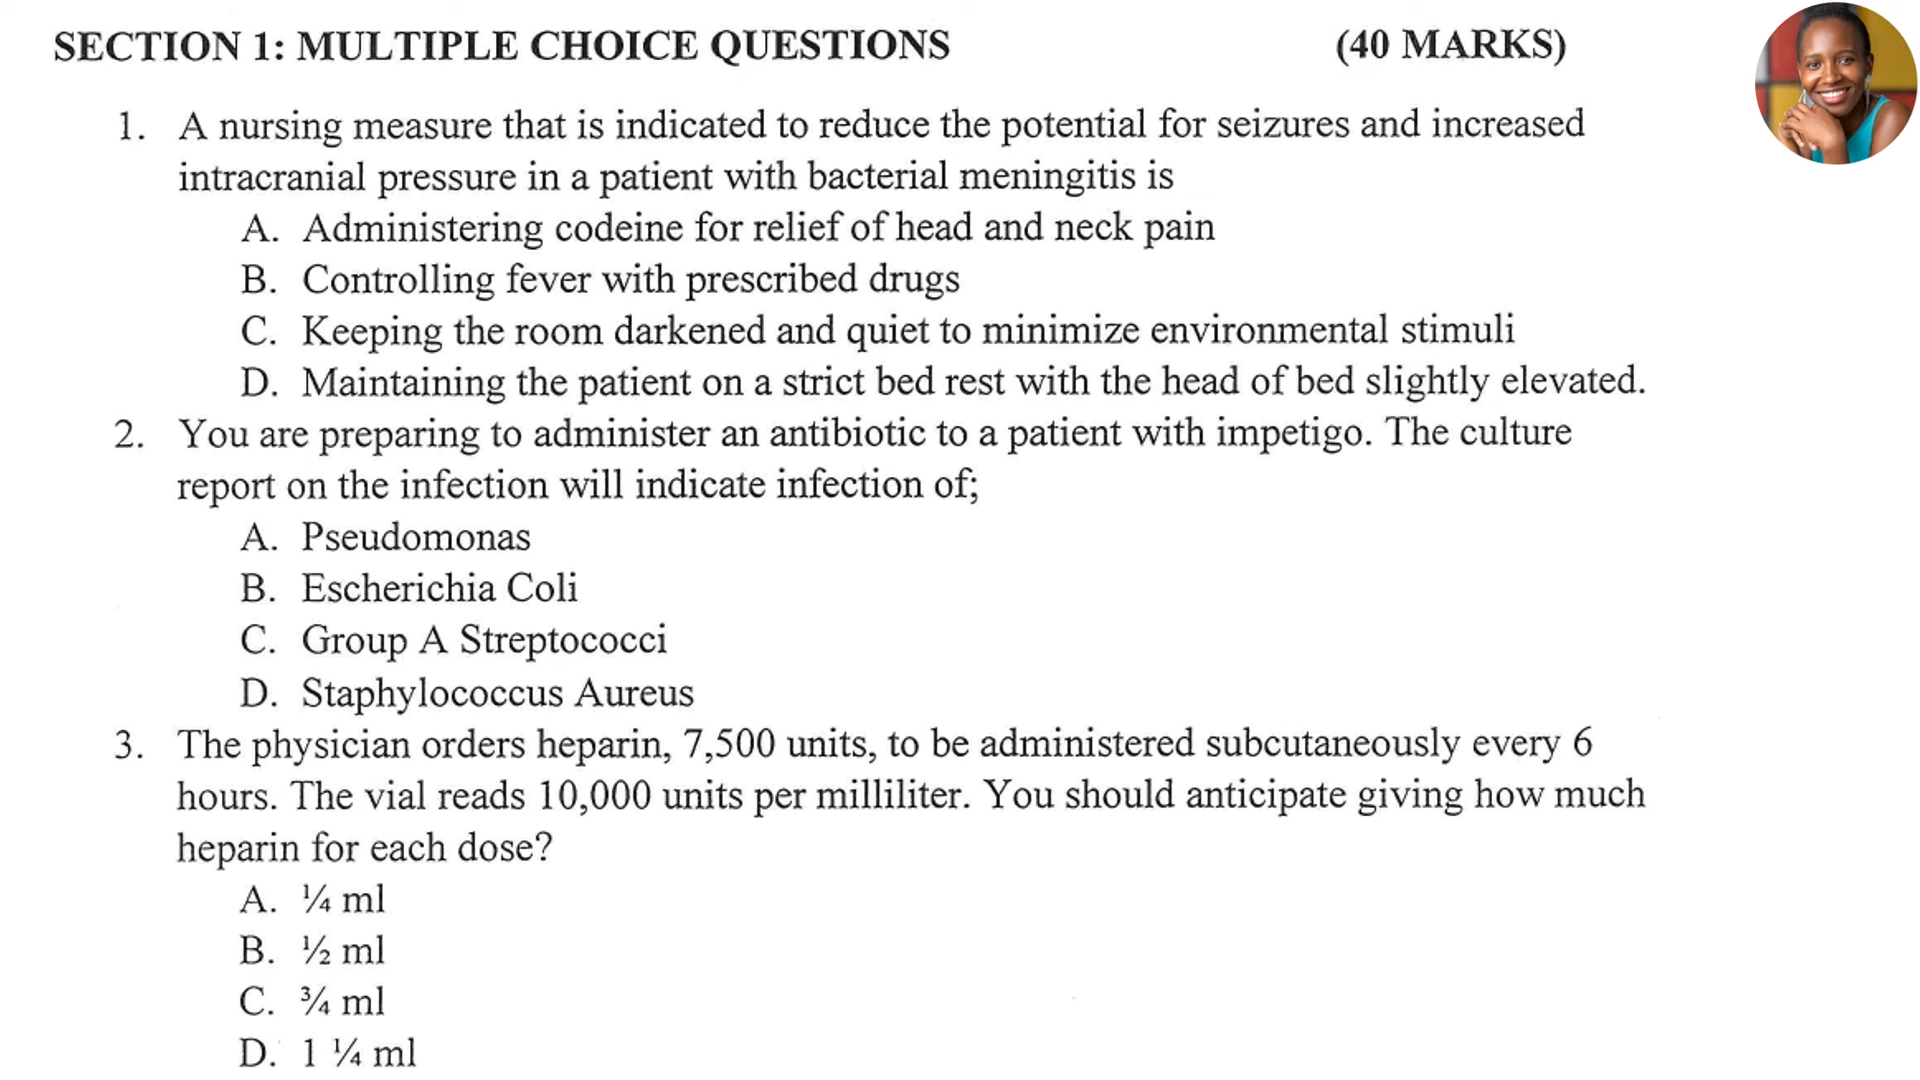 SECTION 1: MULTIPLE CHOICE QUESTIONS (40 MARKS)
1. A nursing measure that is indicated to reduce the potential for seizures and increased
intracranial pressure in a patient with bacterial meningitis is
A. Administering codeine for relief of head and neck pain
B. Controlling fever with prescribed drugs
C. Keeping the room darkened and quiet to minimize environmental stimuli
D. Maintaining the patient on a strict bed rest with the head of bed slightly elevated.
2. You are preparing to administer an antibiotic to a patient with impetigo. The culture
report on the infection will indicate infection of;
A. Pseudomonas
B. Escherichia Coli
C. Group A Streptococci
D. Staphylococcus Aureus
3. The physician orders heparin, 7,500 units, to be administered subcutaneously every 6
hours. The vial reads 10,000 units per milliliter. You should anticipate giving how much
heparin for each dose?
A. ¼ ml
B. ½ ml
C. ¾ ml
D. 1 ¼ ml